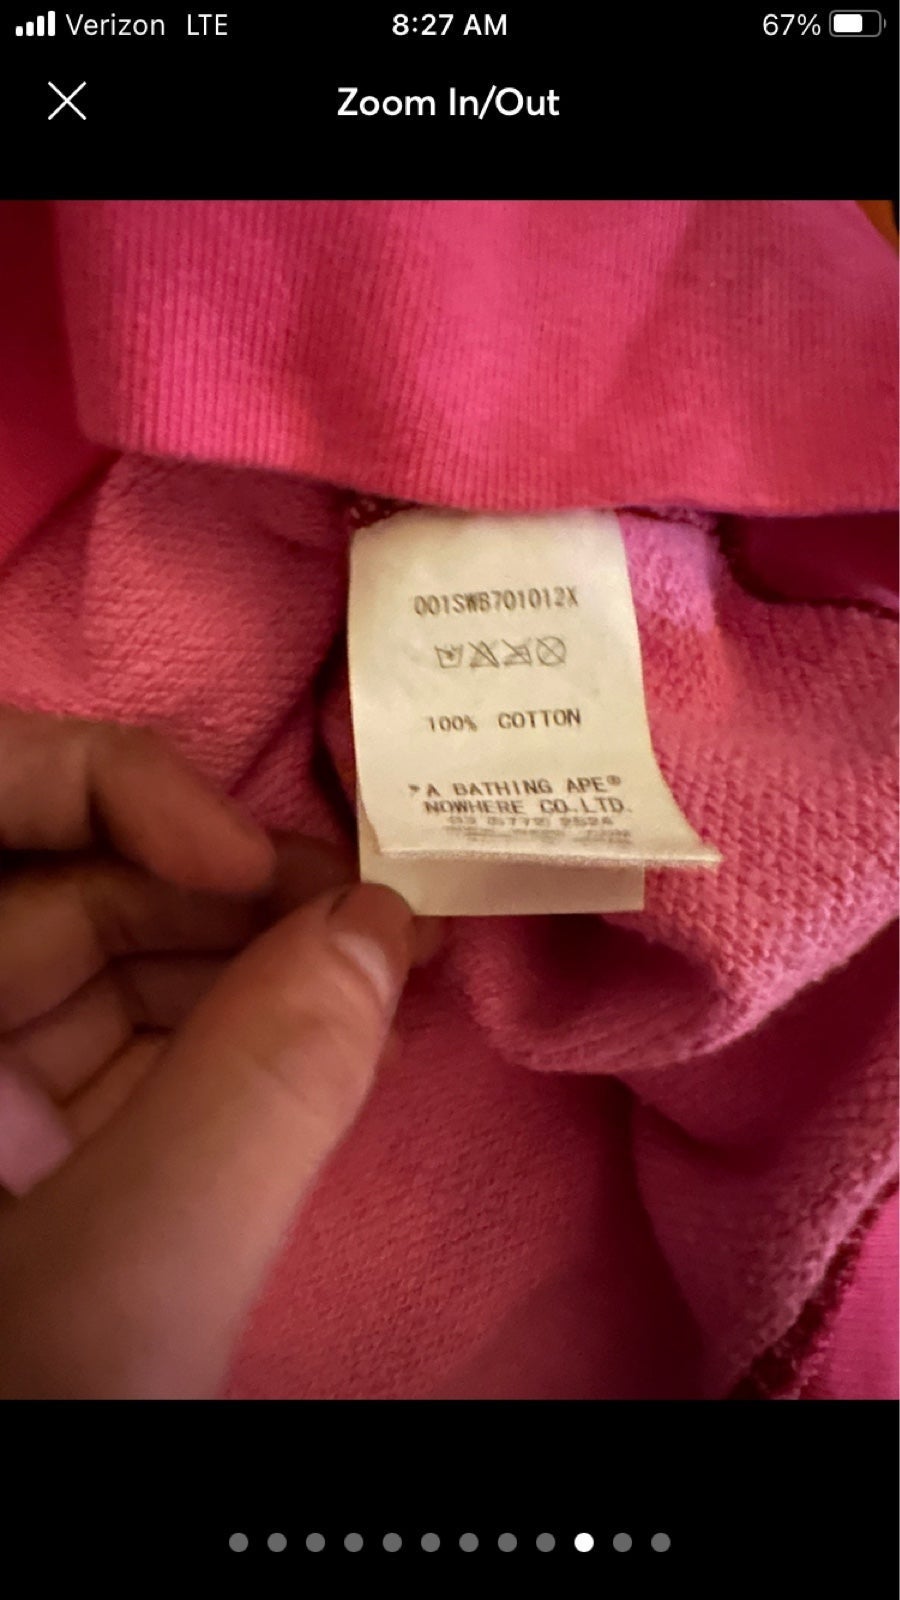 Verizon LTE 8:27 AM 67%
Zoom In/Out
001SWB701012X
100% COTTON
"A BATHING APE®
NOWHERE CO.LTD.